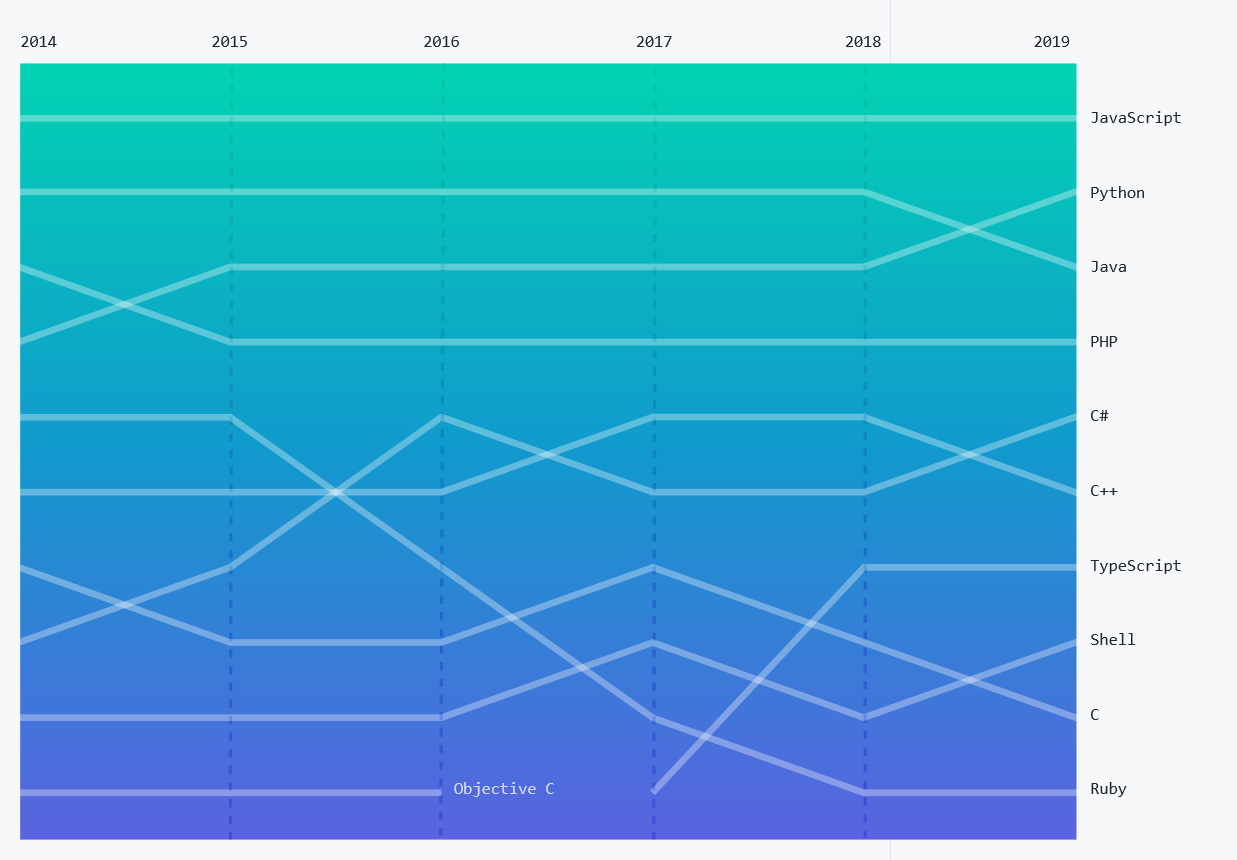 2014 2015 2016 2017 2018 2019
JavaScript
Python
Java
PHP
C#
C++
TypeScript
Shell
C
Objective C
Ruby